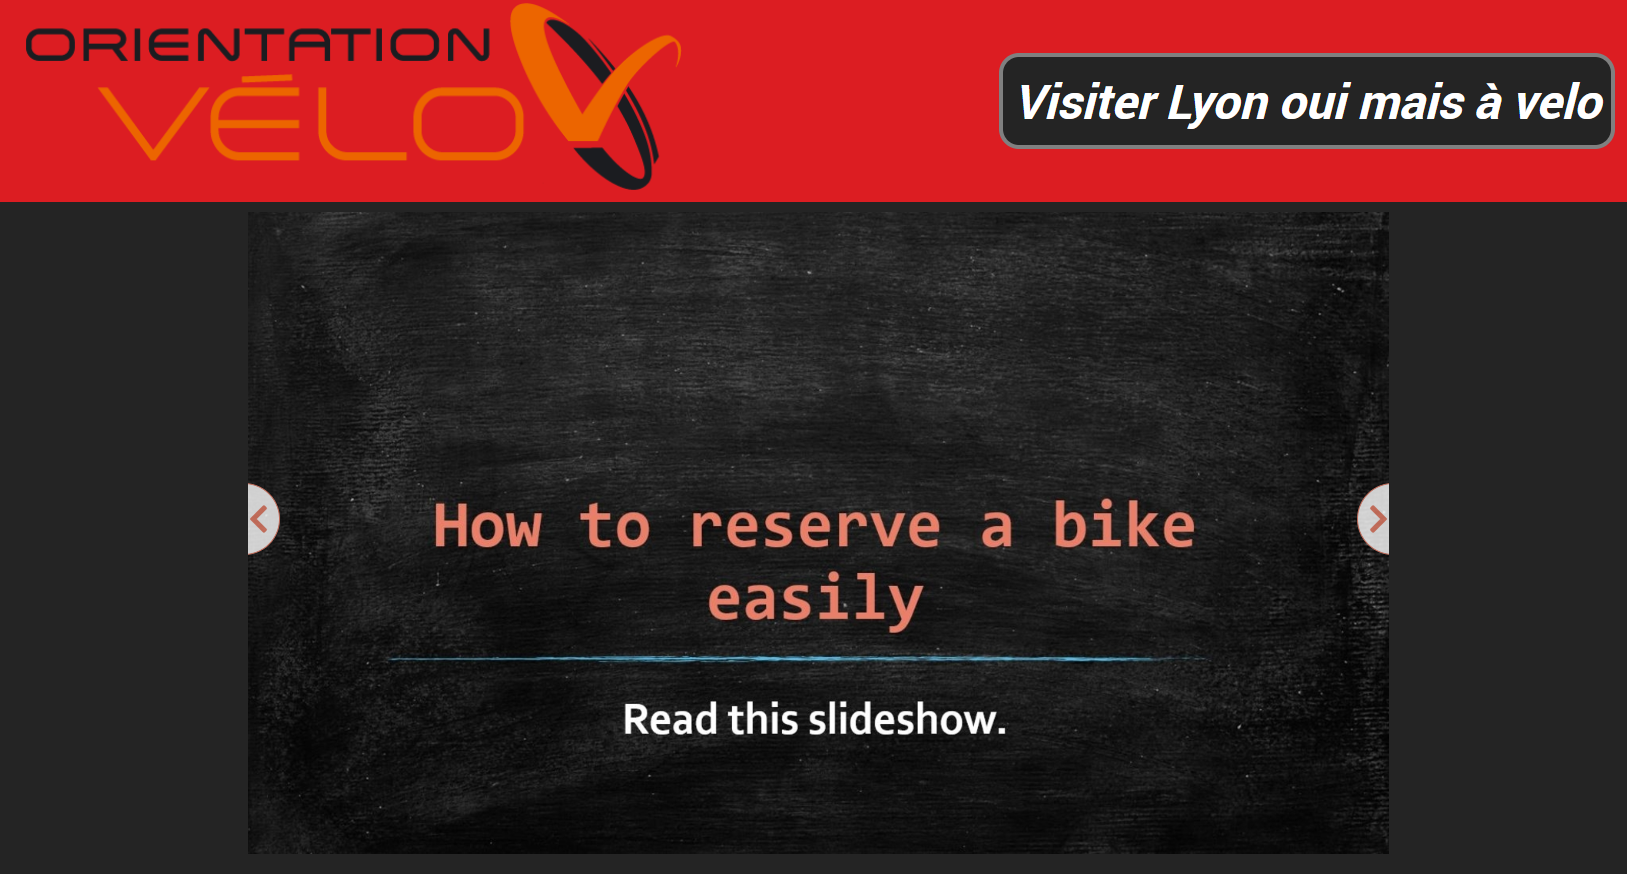 ORIENTATION
VÉLO
Visiter Lyon oui mais à velo
How to reserve a bike
easily
Read this slideshow.